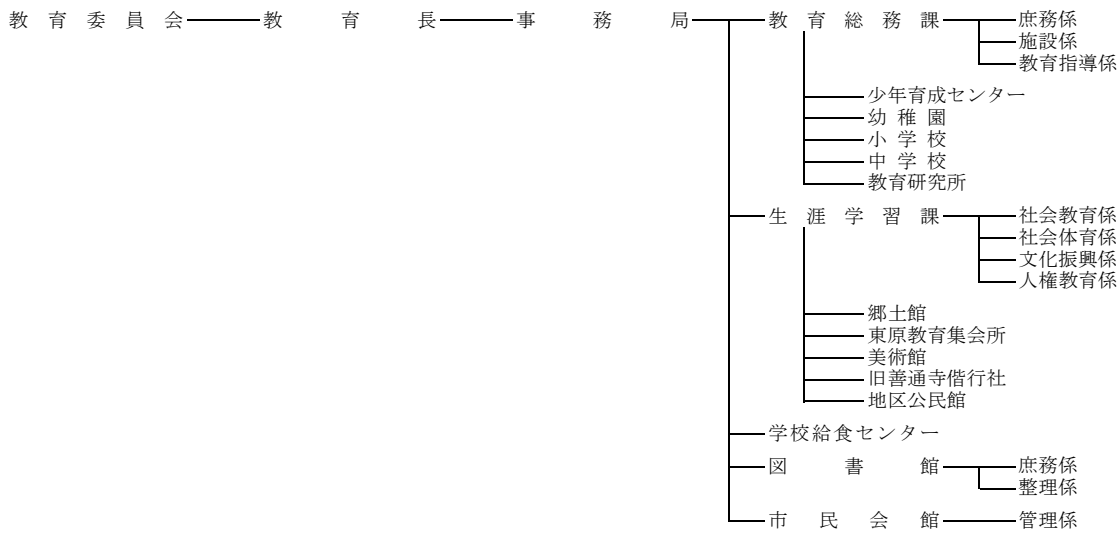 教育委員会 教育長 事務局 教育総務課 庶務係
施設係
教育指導係
少年育成センター
幼稚園
小学校
中学校
教育研究所
生涯学習課 社会教育係
社会体育係
文化振興係
人権教育係
郷土館
東原教育集会所
美術館
旧善通寺偕行社
地区公民館
学校給食センター
図書館 庶務係
整理係
市民会館 管理係